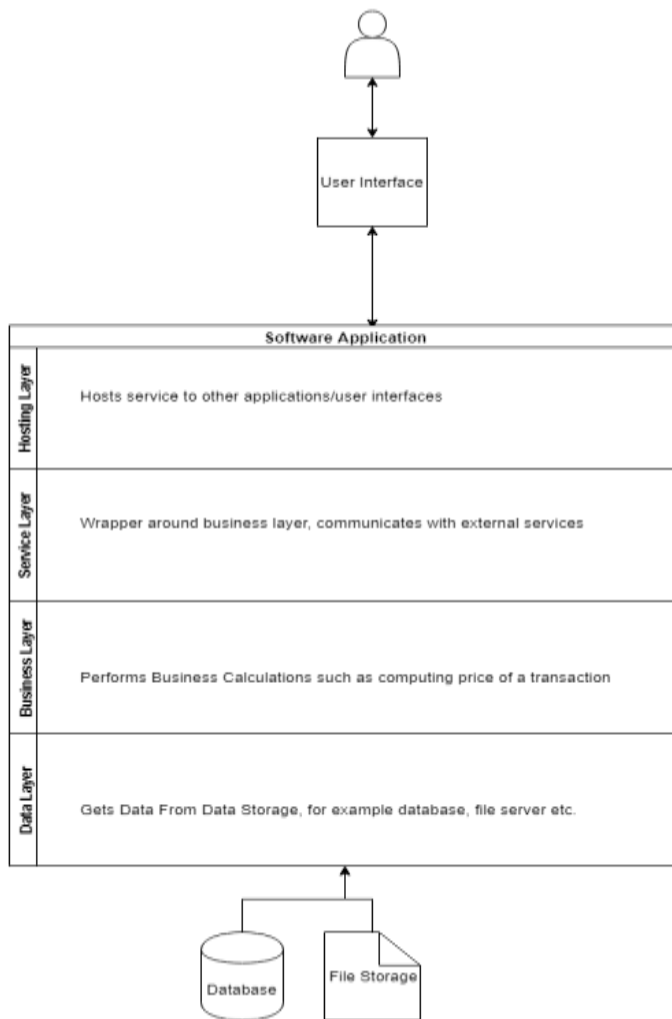 User Interface
Software Application
Hosting Layer
Hosts service to other applications/user interfaces
Service Layer
Wrapper around business layer, communicates with external services
Business Layer
Performs Business Calculations such as computing price of a transaction
Data Layer
Gets Data From Data Storage, for example database, file server etc.
Database
File Storage